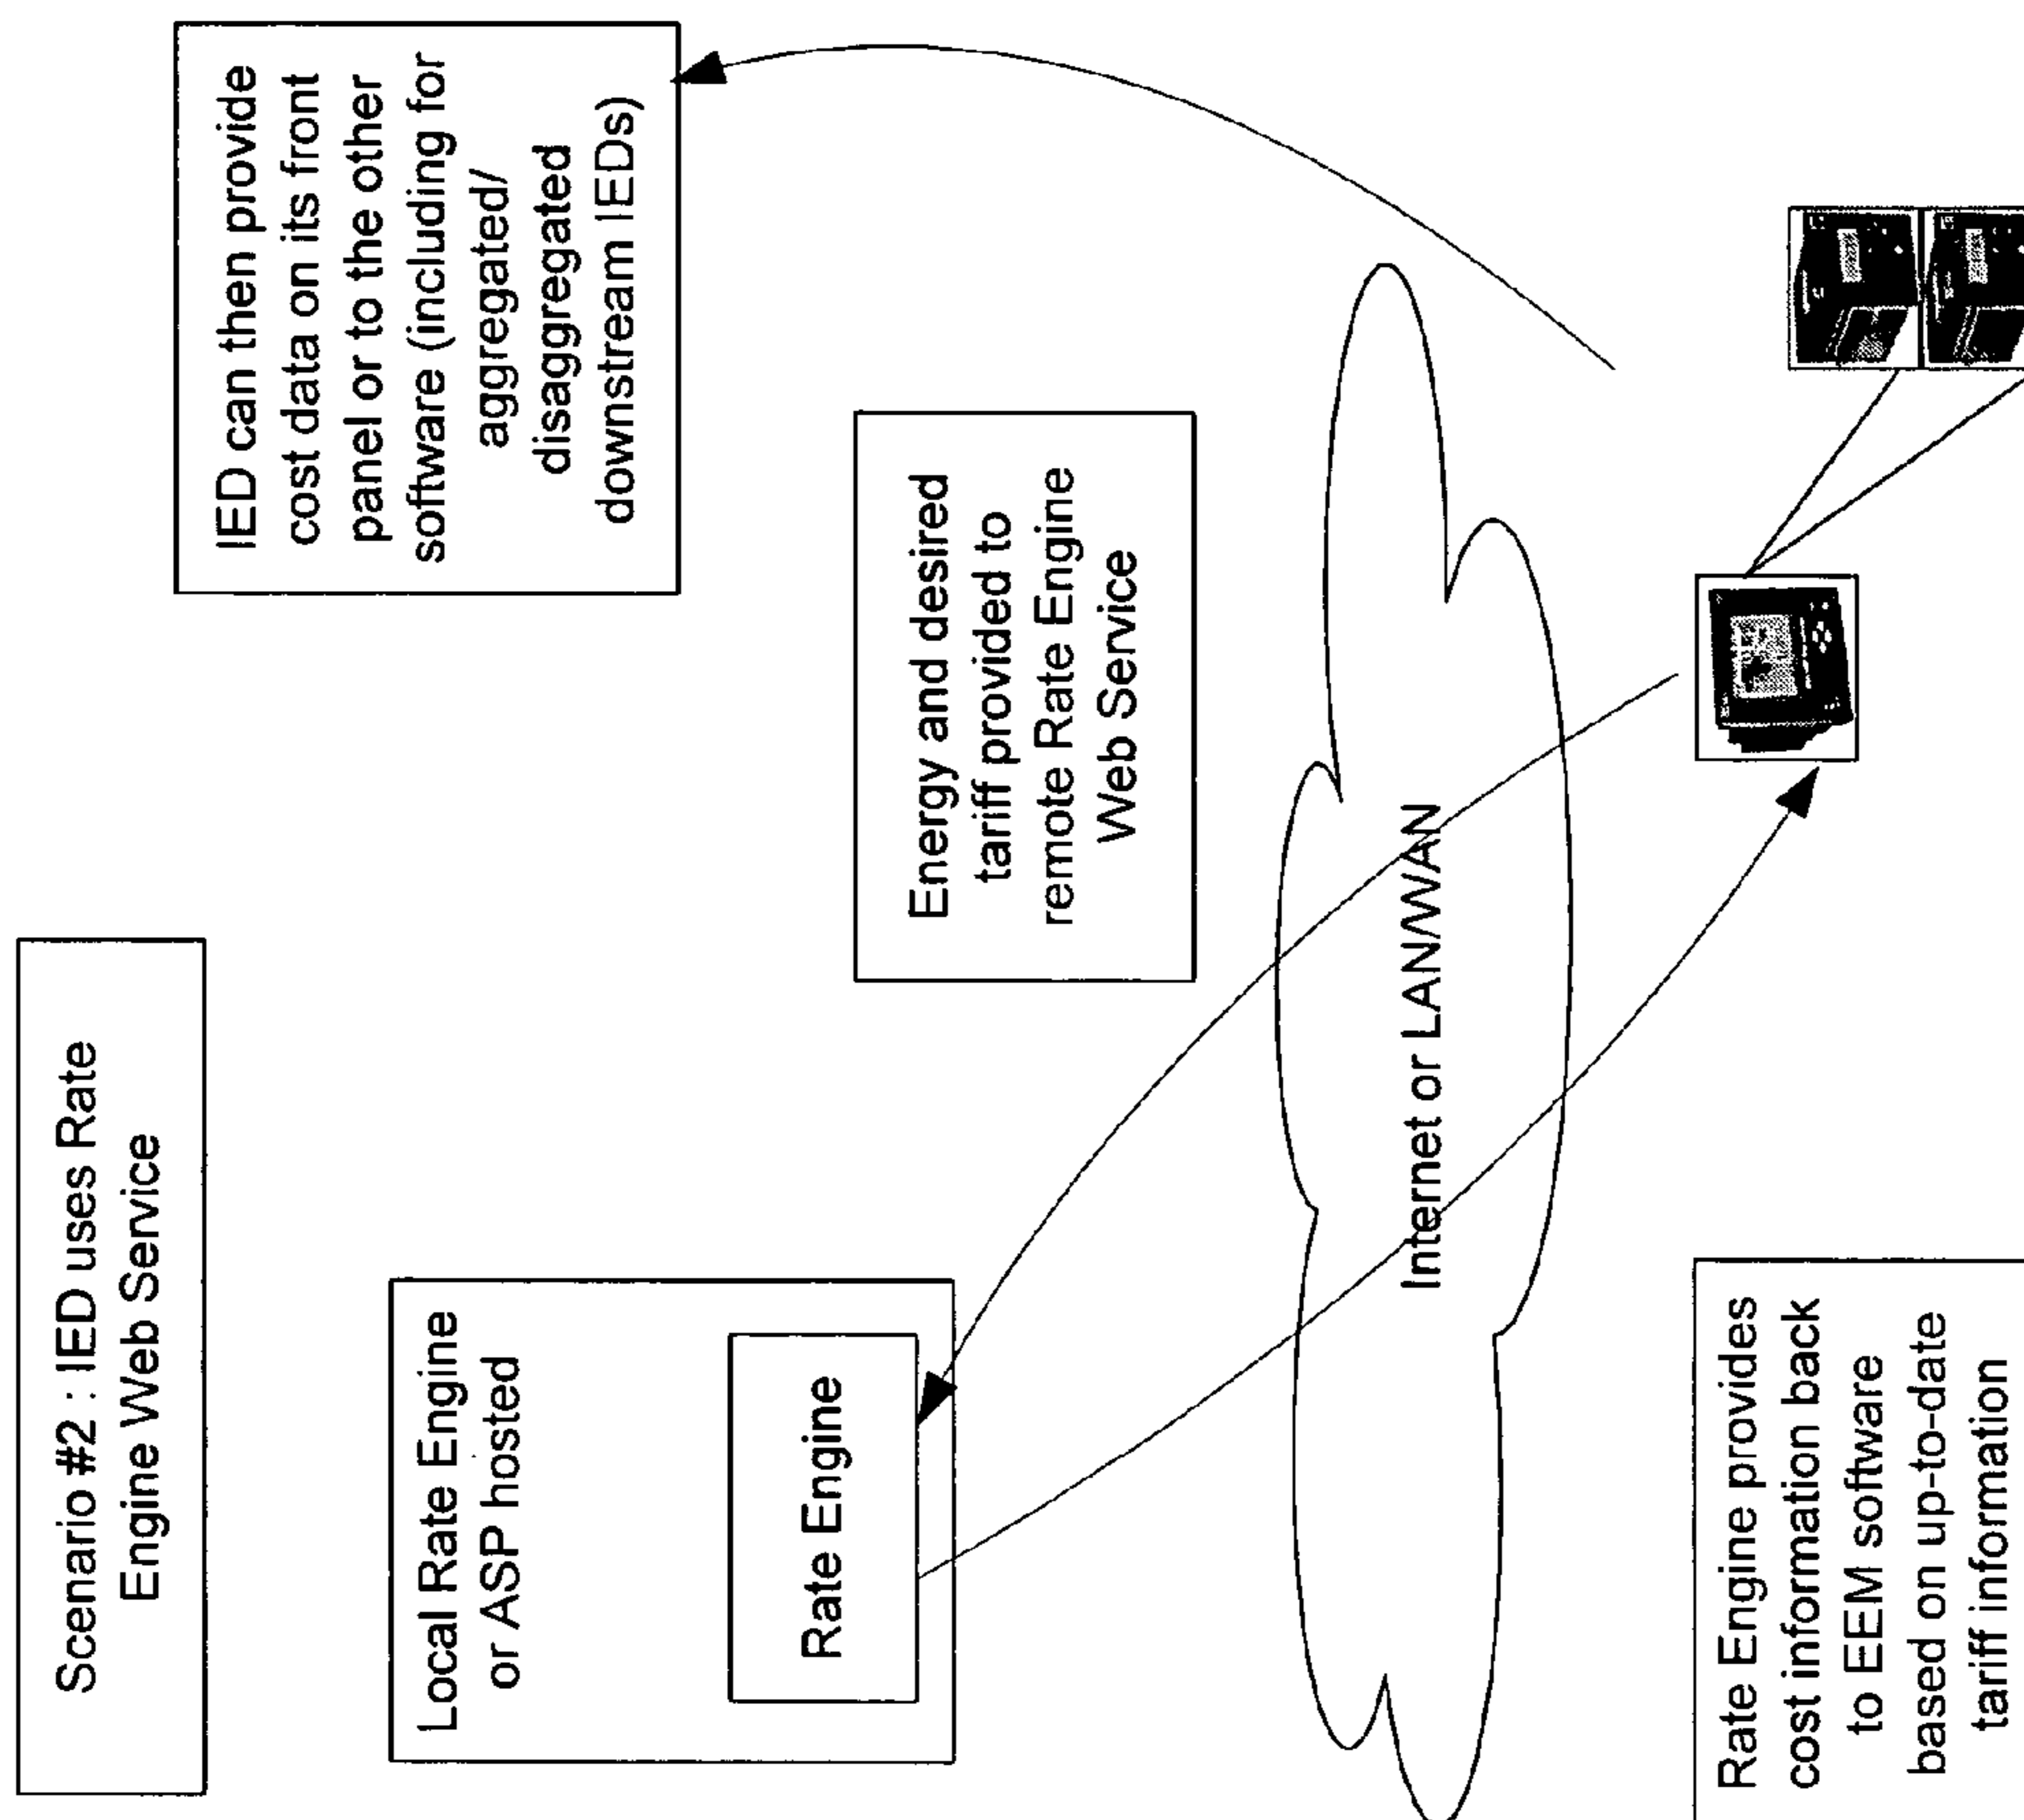 Scenario #2 : IED uses Rate
Engine Web Service
Local Rate Engine
or ASP hosted
Rate Engine
IED can then provide
cost data on its front
panel or to the other
software (including for
aggregated/
disaggregated
downstream IEDs)
Energy and desired
tariff provided to
remote Rate Engine
Web Service
Internet or LAN/WAN
Rate Engine provides
cost information back
to EEM software
based on up-to-date
tariff information